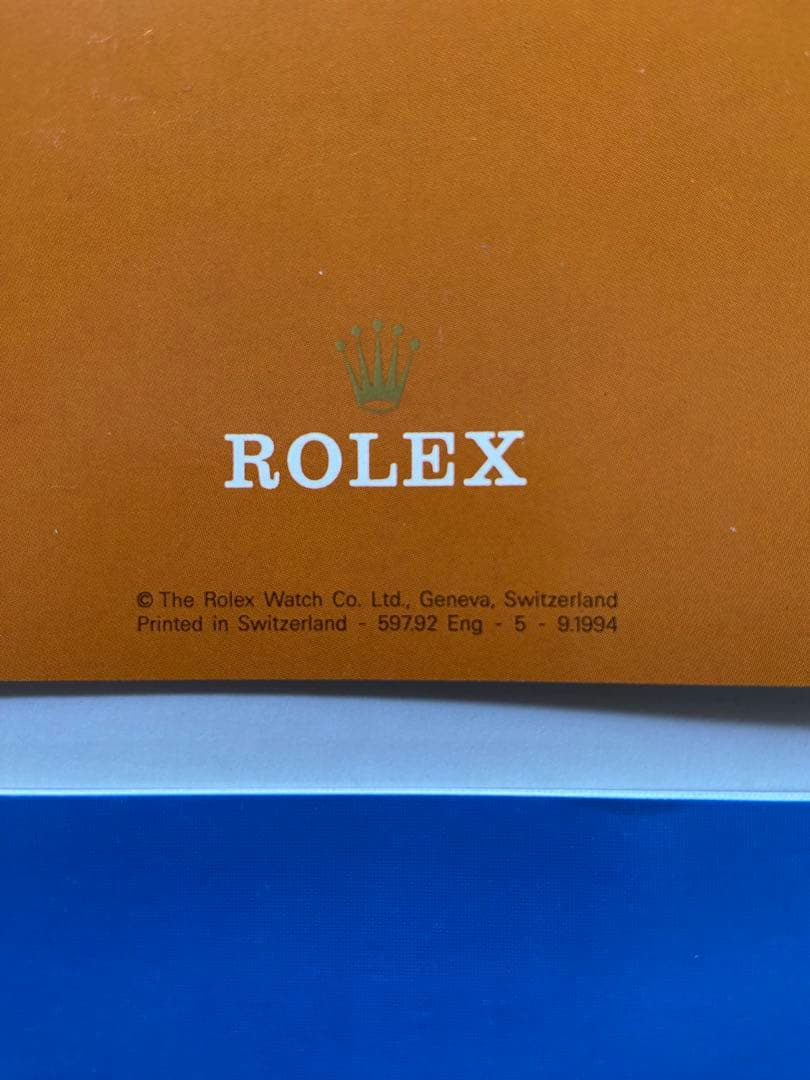 ROLEX
© The Rolex Watch Co. Ltd., Geneva, Switzerland
Printed in Switzerland - 597.92 Eng - 5 - 9.1994